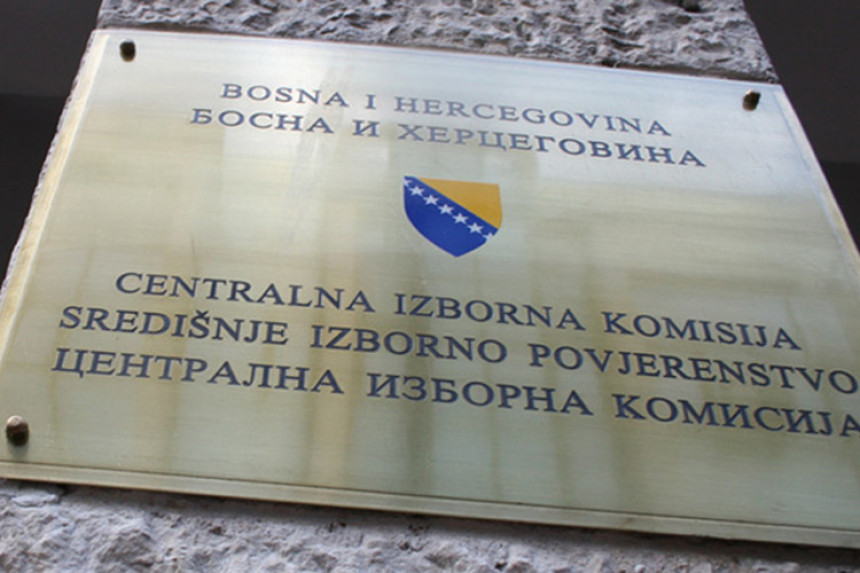 BOSNA I HERCEGOVINA
БОСНА И ХЕРЦЕГОВИНА
CENTRALNA IZBORNA KOMISIJA
SREDIŠNJE IZBORNO POVJERENSTVO
ЦЕНТРАЛНА ИЗБОРНА КОМИСИЈА